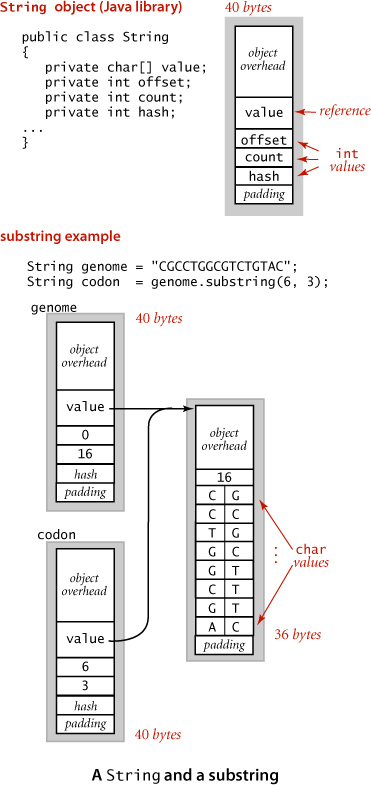 String object (Java library)
40 bytes
public class String
{
private char[] value;
private int offset;
private int count;
private int hash;
...
}
object
overhead
value
reference
offset
count
int
values
hash
padding
substring example
String genome = "CGCCTGGCGTCTGTAC";
String codon = genome.substring(6, 3);
genome
40 bytes
object
overhead
value
0
16
hash
padding
object
overhead
16
C G
C C
T G
G C
G T
C T
G T
A C
padding
char
values
36 bytes
codon
object
overhead
value
6
3
hash
padding
40 bytes
A String and a substring